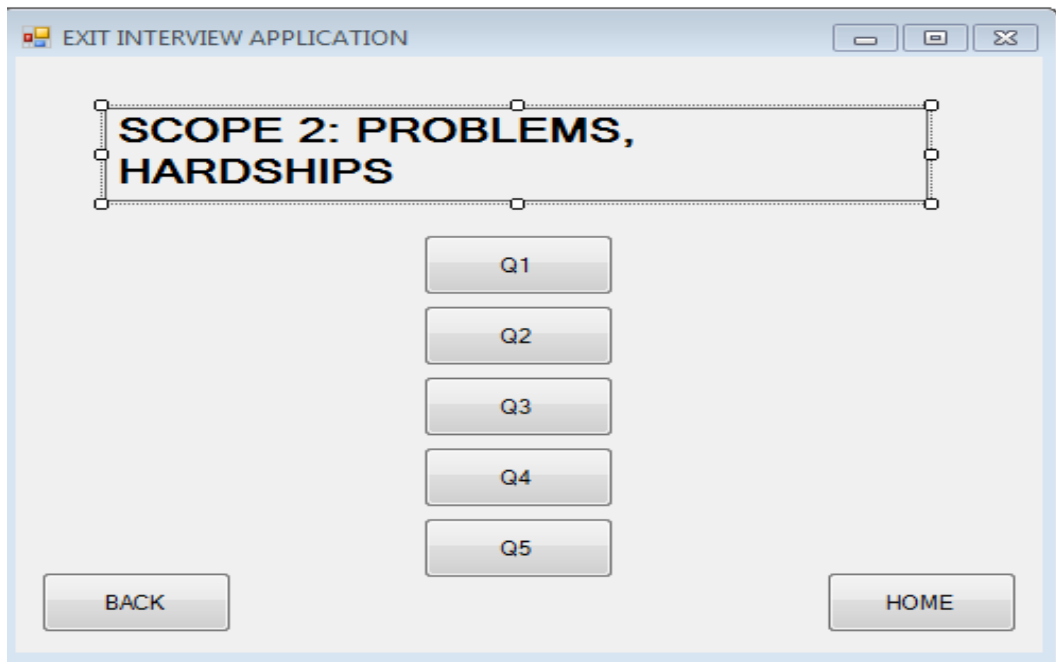 EXIT INTERVIEW APPLICATION
SCOPE 2: PROBLEMS,
HARDSHIPS
Q1
Q2
Q3
Q4
Q5
BACK
HOME